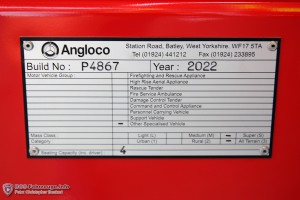 Angloco
Station Road, Batley, West Yorkshire. WF17 5TA
Tel (01924) 441212 Fax (01924) 233895
Build No : P4867 Year : 2022
Motor Vehicle Group
Firefighting and Rescue Appliance
High Rise Aerial Appliance
Rescue Tender
Fire Service Ambulance
Damage Control Tender
Command and Control Appliance
Personnel Carrying Vehicle
Support Vehicle
– Other Specialised Vehicle
Mass Class Light (L) Medium (M) – Super (S)
Category Urban (1) Rural (2) – All Terrain (3)
Seating Capacity (inc. driver) 4